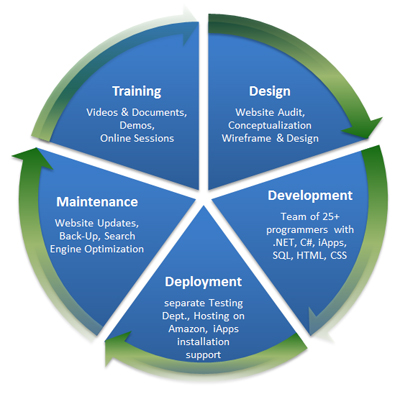 Training
Videos & Documents,
Demos,
Online Sessions
Design
Website Audit,
Conceptualization
Wireframe & Design
Development
Team of 25+
programmers with
.NET, C#, iApps,
SQL, HTML, CSS
Deployment
separate Testing
Dept., Hosting on
Amazon, iApps
installation
support
Maintenance
Website Updates,
Back-Up, Search
Engine Optimization